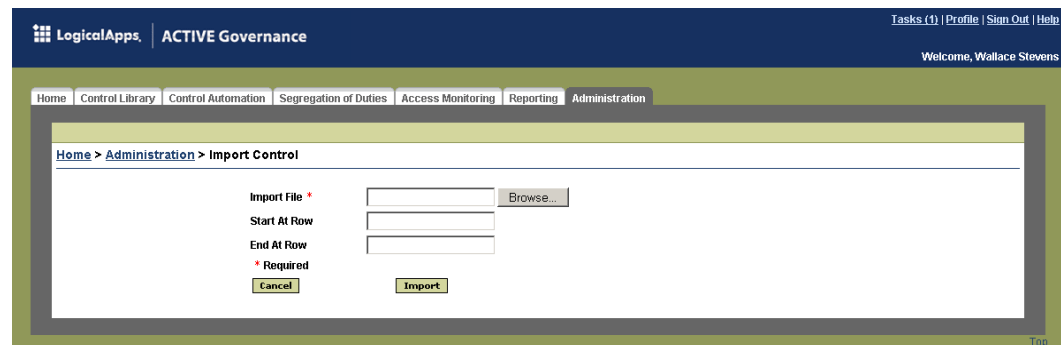 Tasks (1) | Profile | Sign Out | Help
LogicalApps, ACTIVE Governance
Welcome, Wallace Stevens
Home Control Library Control Automation Segregation of Duties Access Monitoring Reporting Administration
Home > Administration > Import Control
Import File * Browse...
Start At Row
End At Row
* Required
Cancel Import
Top